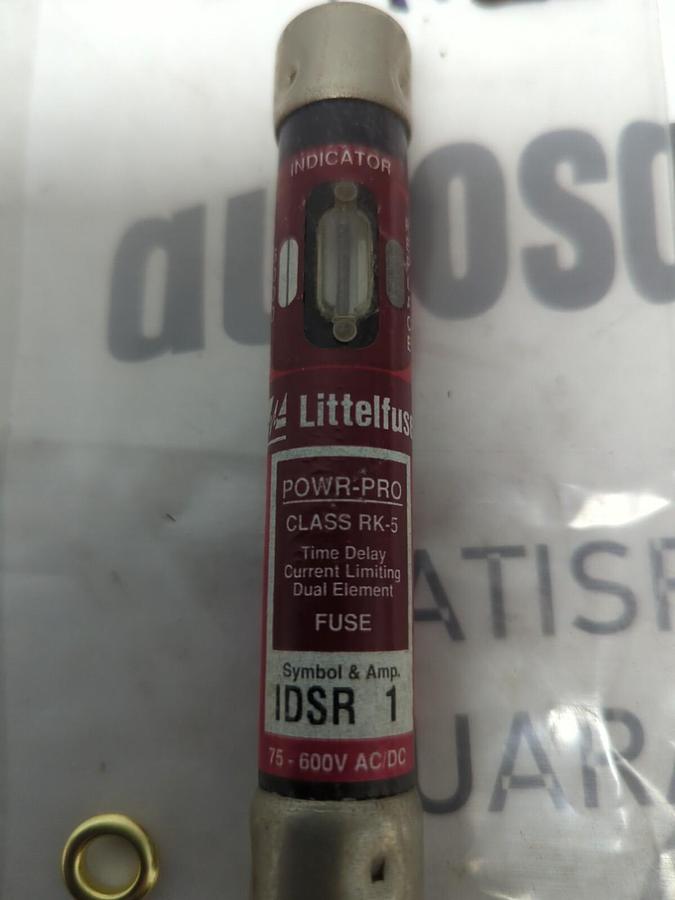 INDICATOR
Littelfuse
POWR-PRO
CLASS RK-5
Time Delay
Current Limiting
Dual Element
FUSE
Symbol & Amp.
IDSR 1
75 - 600V AC/DC
ATISF
UARA